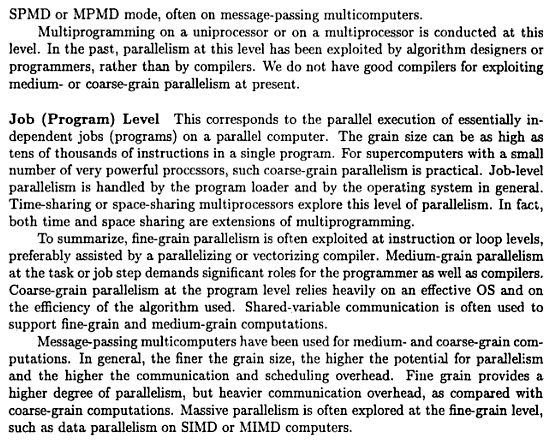 SPMD or MPMD mode, often on message-passing multicomputers.
Multiprogramming on a uniprocessor or on a multiprocessor is conducted at this
level. In the past, parallelism at this level has been exploited by algorithm designers or
programmers, rather than by compilers. We do not have good compilers for exploiting
medium- or coarse-grain parallelism at present.
Job (Program) Level This corresponds to the parallel execution of essentially in-
dependent jobs (programs) on a parallel computer. The grain size can be as high as
tens of thousands of instructions in a single program. For supercomputers with a small
number of very powerful processors, such coarse-grain parallelism is practical. Job-level
parallelism is handled by the program loader and by the operating system in general.
Time-sharing or space-sharing multiprocessors explore this level of parallelism. In fact,
both time and space sharing are extensions of multiprogramming.
To summarize, fine-grain parallelism is often exploited at instruction or loop levels,
preferably assisted by a parallelizing or vectorizing compiler. Medium-grain parallelism
at the task or job step demands significant roles for the programmer as well as compilers.
Coarse-grain parallelism at the program level relies heavily on an effective OS and on
the efficiency of the algorithm used. Shared-variable communication is often used to
support fine-grain and medium-grain computations.
Message-passing multicomputers have been used for medium- and coarse-grain com-
putations. In general, the finer the grain size, the higher the potential for parallelism
and the higher the communication and scheduling overhead. Fine grain provides a
higher degree of parallelism, but heavier communication overhead, as compared with
coarse-grain computations. Massive parallelism is often explored at the fine-grain level,
such as data parallelism on SIMD or MIMD computers.